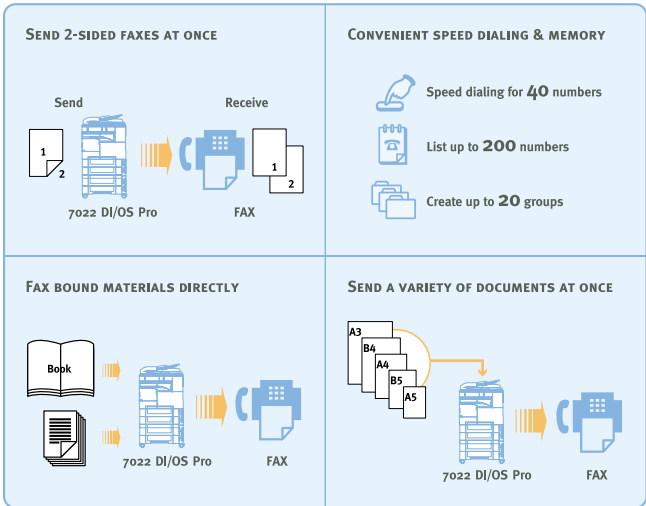 SEND 2-SIDED FAXES AT ONCE
Send
Receive
1
2
1
2
7022 DI/OS Pro
FAX
CONVENIENT SPEED DIALING & MEMORY
Speed dialing for 40 numbers
List up to 200 numbers
Create up to 20 groups
FAX BOUND MATERIALS DIRECTLY
Book
7022 DI/OS Pro
FAX
SEND A VARIETY OF DOCUMENTS AT ONCE
A3
B4
A4
B5
A5
7022 DI/OS Pro
FAX